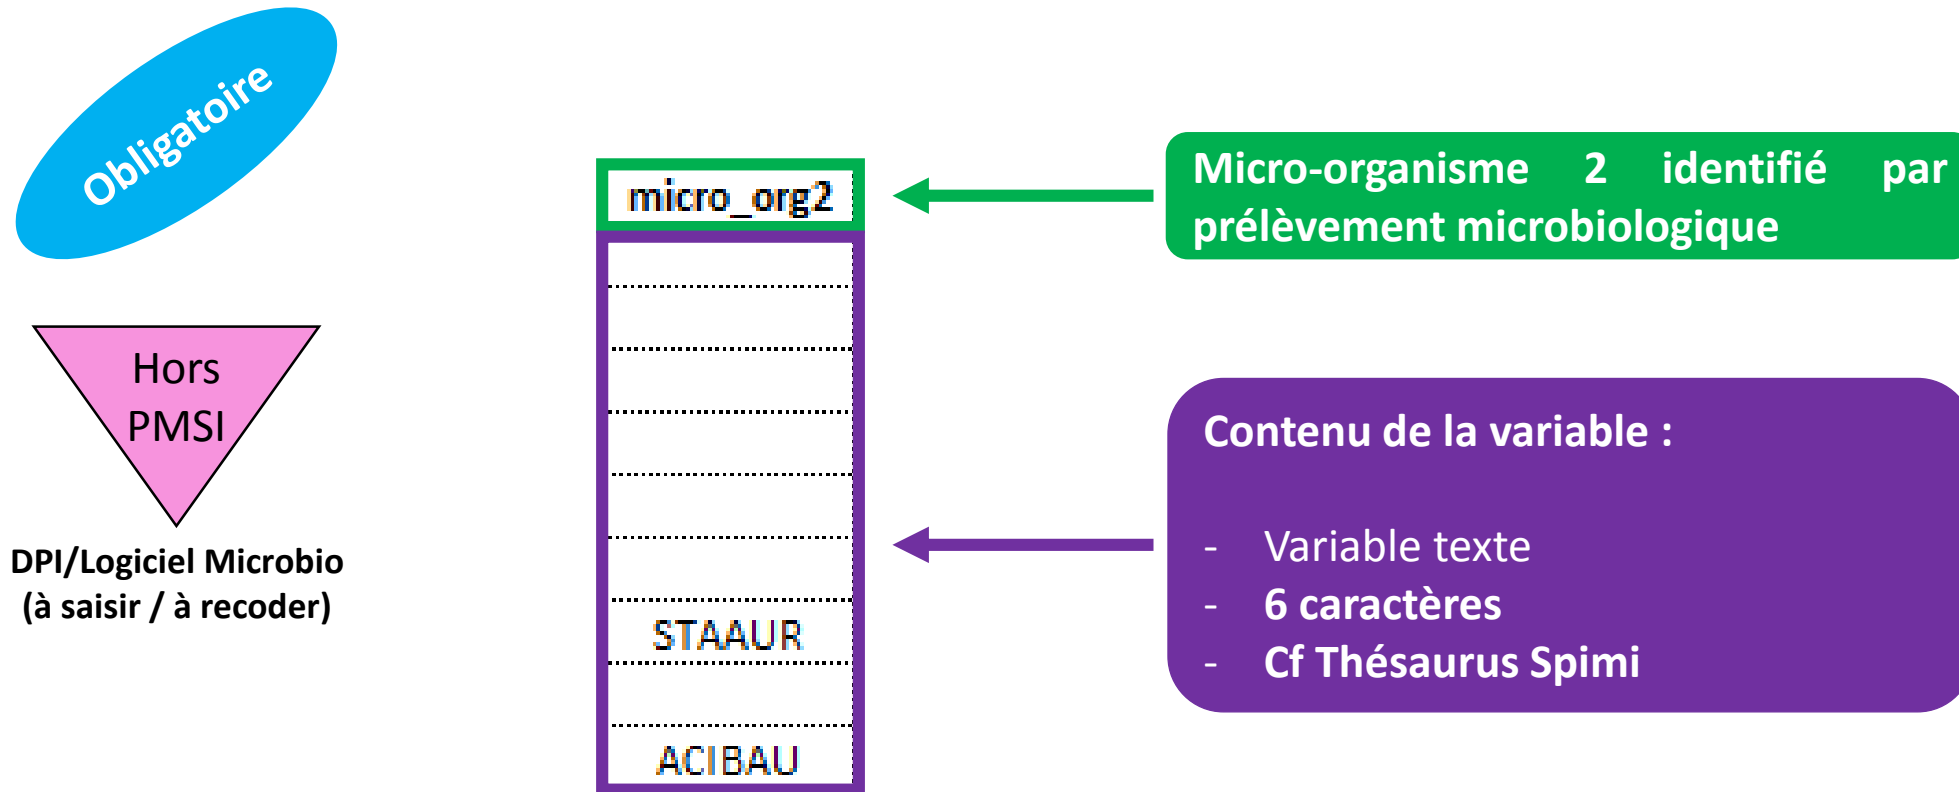 Obligatoire
Hors
PMSI
DPI/Logiciel Microbio
(à saisir / à recoder)
micro_org2
STAAUR
ACIBAU
Micro-organisme 2 identifié par
prélèvement microbiologique
Contenu de la variable :
- Variable texte
- 6 caractères
- Cf Thésaurus Spimi